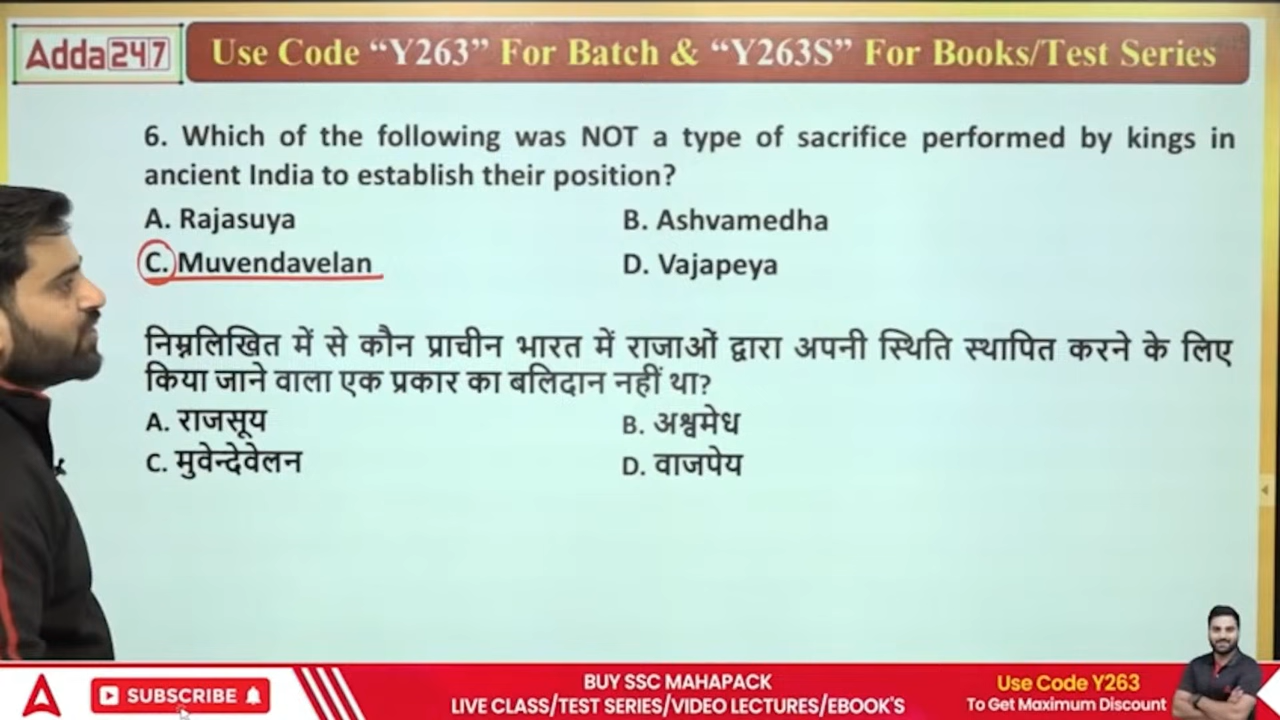 Adda247
Use Code “Y263” For Batch & “Y263S” For Books/Test Series
6. Which of the following was NOT a type of sacrifice performed by kings in
ancient India to establish their position?
A. Rajasuya
B. Ashvamedha
C. Muvendavelan
D. Vajapeya
निम्नलिखित में से कौन प्राचीन भारत में राजाओं द्वारा अपनी स्थिति स्थापित करने के लिए
किया जाने वाला एक प्रकार का बलिदान नहीं था?
A. राजसूय
B. अश्वमेध
C. मुवेन्देवेलन
D. वाजपेय
SUBSCRIBE
BUY SSC MAHAPACK
LIVE CLASS/TEST SERIES/VIDEO LECTURES/EBOOK'S
Use Code Y263
To Get Maximum Discount